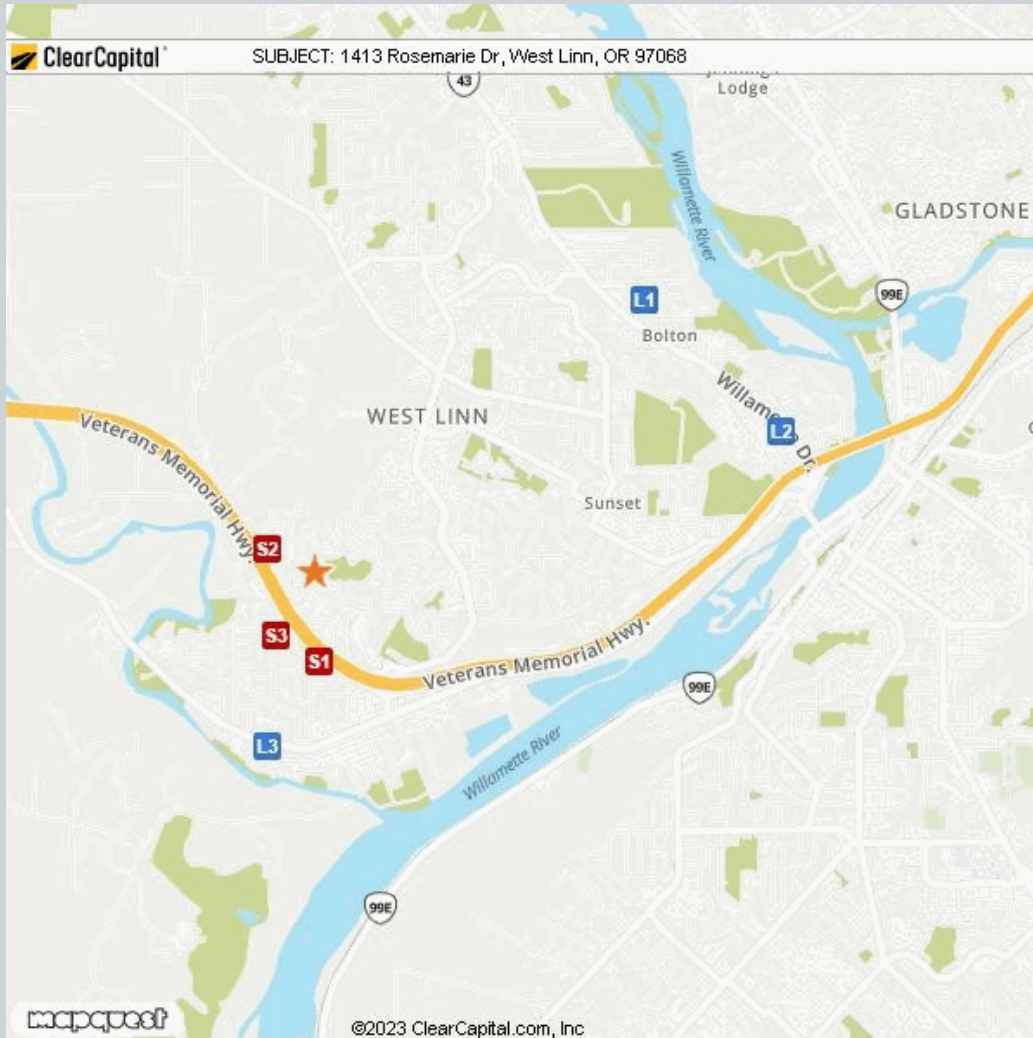 ClearCapital
SUBJECT: 1413 Rosemarie Dr, West Linn, OR 97068
43
Lodge
Willamette River
GLADSTONE
99E
L1
Bolton
WEST LINN
Willamette Dr.
L2
Veterans Memorial Hwy.
Sunset
S2
S3
S1
Veterans Memorial Hwy.
99E
L3
Willamette River
99E
mapquest
©2023 ClearCapital.com, Inc